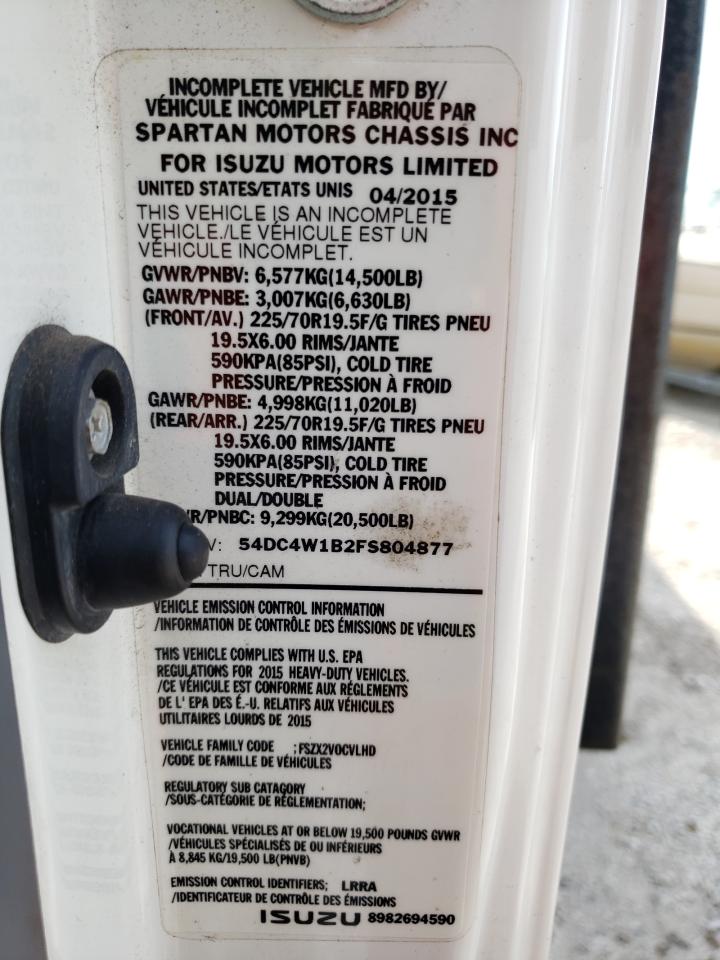 INCOMPLETE VEHICLE MFD BY/
VÉHICULE INCOMPLET FABRIQUÉ PAR
SPARTAN MOTORS CHASSIS INC
FOR ISUZU MOTORS LIMITED
UNITED STATES/ETATS UNIS 04/2015
THIS VEHICLE IS AN INCOMPLETE
VEHICLE./LE VÉHICULE EST UN
VÉHICULE INCOMPLET.
GVWR/PNBV: 6,577KG(14,500LB)
GAWR/PNBE: 3,007KG(6,630LB)
(FRONT/AV.) 225/70R19.5F/G TIRES PNEU
19.5X6.00 RIMS/JANTE
590KPA(85PSI), COLD TIRE
PRESSURE/PRESSION À FROID
GAWR/PNBE: 4,998KG(11,020LB)
(REAR/ARR.) 225/70R19.5F/G TIRES PNEU
19.5X6.00 RIMS/JANTE
590KPA(85PSI), COLD TIRE
PRESSURE/PRESSION À FROID
DUAL/DOUBLE
R/PNBC: 9,299KG(20,500LB)
V: 54DC4W1B2FS804877
TRU/CAM
VEHICLE EMISSION CONTROL INFORMATION
/INFORMATION DE CONTRÔLE DES ÉMISSIONS DE VÉHICULES
THIS VEHICLE COMPLIES WITH U.S. EPA
REGULATIONS FOR 2015 HEAVY-DUTY VEHICLES.
/CE VÉHICULE EST CONFORME AUX RÉGLEMENTS
DE L' EPA DES É.-U. RELATIFS AUX VÉHICULES
UTILITAIRES LOURDS DE 2015
VEHICLE FAMILY CODE ;FSZX2VOCVLHD
/CODE DE FAMILLE DE VÉHICULES
REGULATORY SUB CATAGORY
/SOUS-CATÉGORIE DE RÉGLEMENTATION;
VOCATIONAL VEHICLES AT OR BELOW 19,500 POUNDS GVWR
/VÉHICULES SPÉCIALISÉS DE OU INFÉRIEURS
À 8,845 KG/19,500 LB(PNVB)
EMISSION CONTROL IDENTIFIERS; LRRA
/IDENTIFICATEUR DE CONTRÔLE DES ÉMISSIONS
ISUZU 8982694590